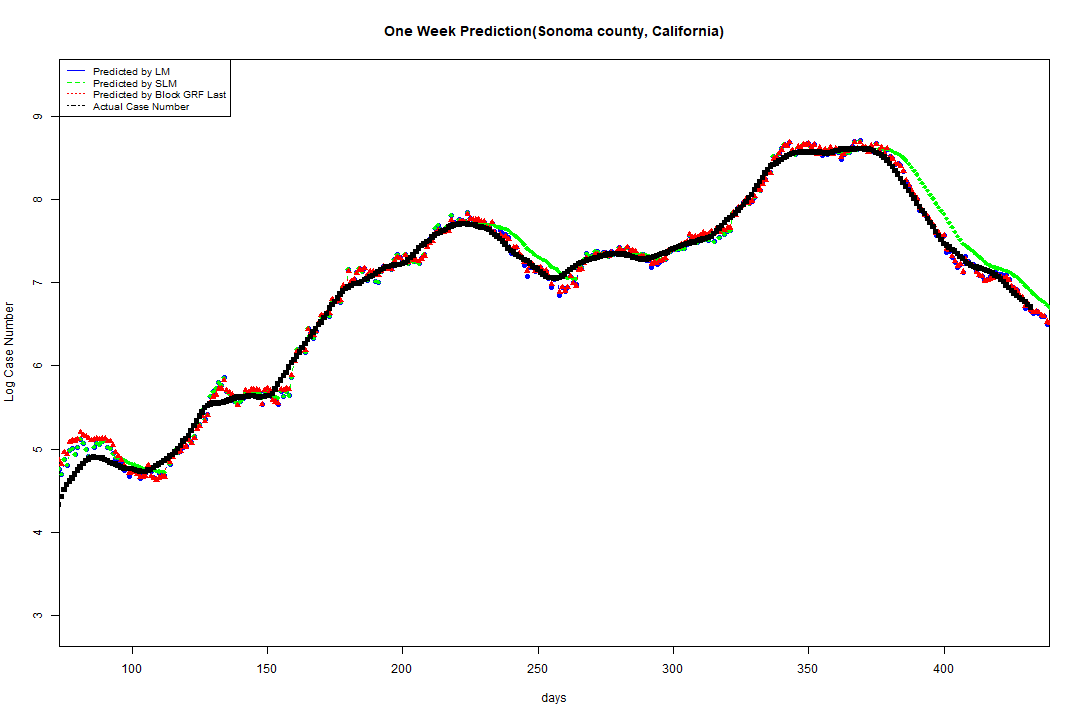 One Week Prediction(Sonoma county, California)
Predicted by LM
Predicted by SLM
Predicted by Block GRF Last
Actual Case Number
9
8
7
6
5
4
3
Log Case Number
100 150 200 250 300 350 400
days